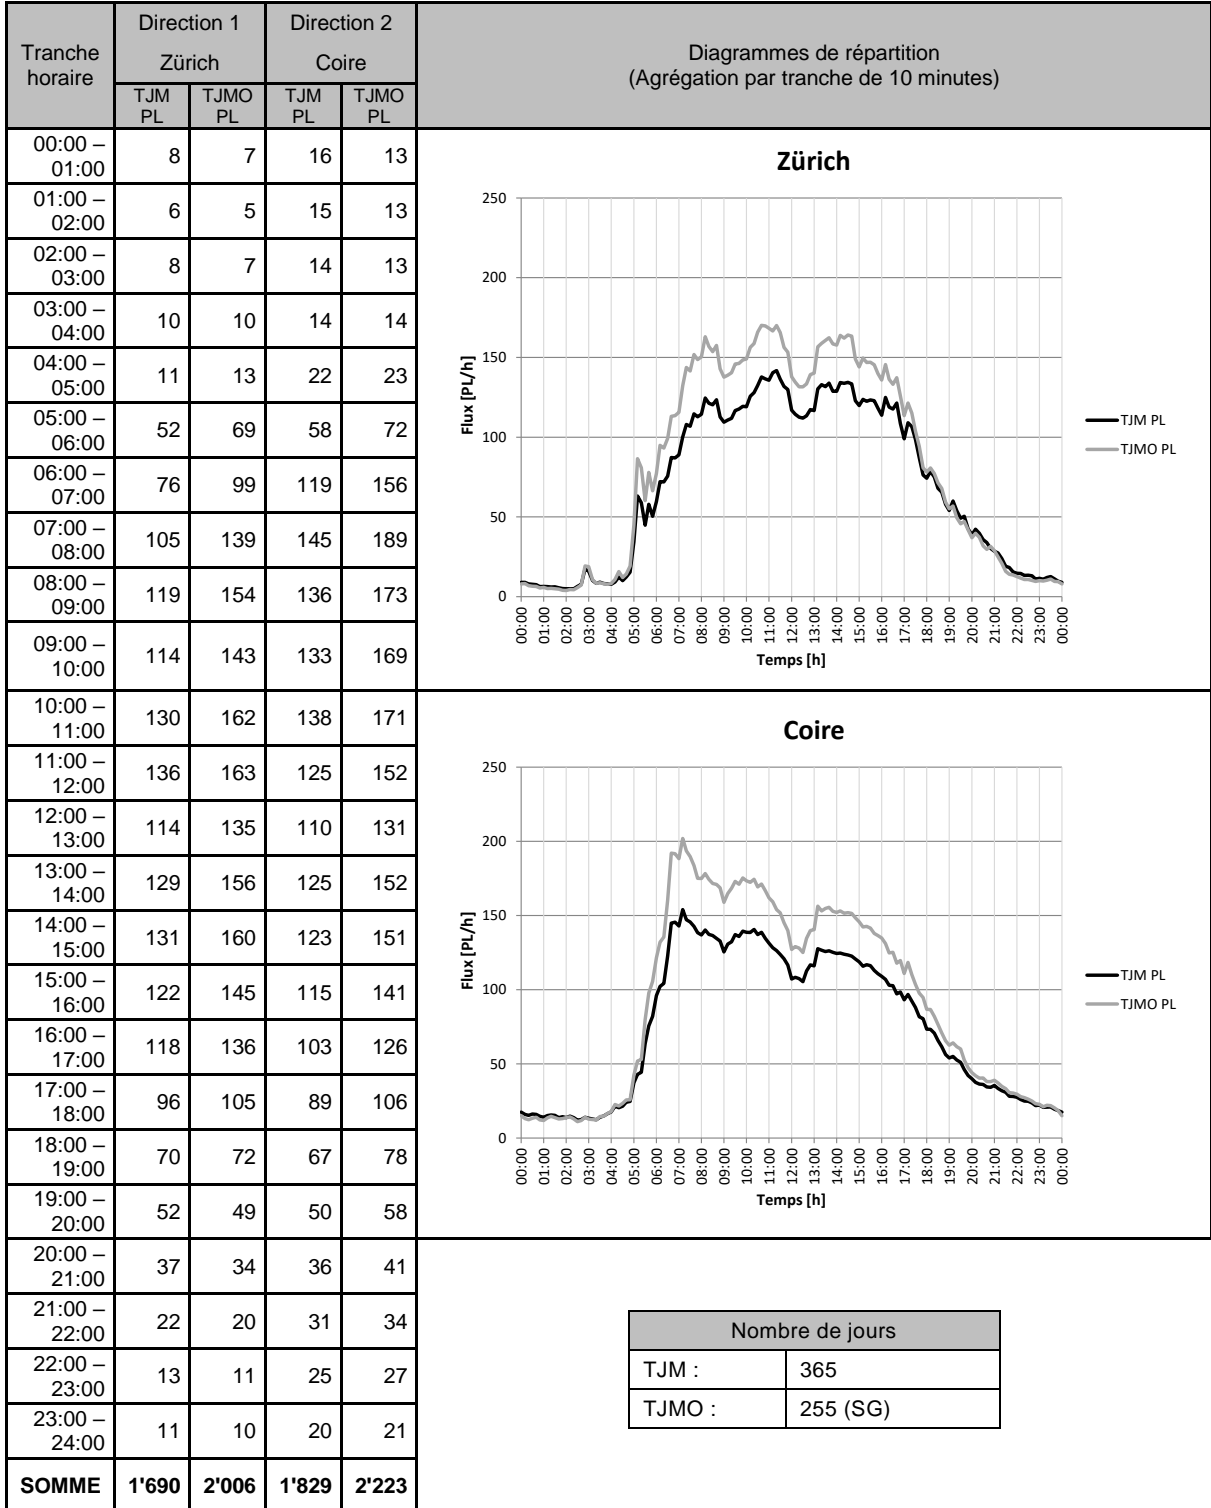 Tranche horaire
Direction 1
Zürich
Direction 2
Coire
Diagrammes de répartition
(Agrégation par tranche de 10 minutes)
TJM PL
TJMO PL
TJM PL
TJMO PL
00:00 – 01:00 8 7 16 13
01:00 – 02:00 6 5 15 13
02:00 – 03:00 8 7 14 13
03:00 – 04:00 10 10 14 14
04:00 – 05:00 11 13 22 23
05:00 – 06:00 52 69 58 72
06:00 – 07:00 76 99 119 156
07:00 – 08:00 105 139 145 189
08:00 – 09:00 119 154 136 173
09:00 – 10:00 114 143 133 169
10:00 – 11:00 130 162 138 171
11:00 – 12:00 136 163 125 152
12:00 – 13:00 114 135 110 131
13:00 – 14:00 129 156 125 152
14:00 – 15:00 131 160 123 151
15:00 – 16:00 122 145 115 141
16:00 – 17:00 118 136 103 126
17:00 – 18:00 96 105 89 106
18:00 – 19:00 70 72 67 78
19:00 – 20:00 52 49 50 58
20:00 – 21:00 37 34 36 41
21:00 – 22:00 22 20 31 34
22:00 – 23:00 13 11 25 27
23:00 – 24:00 11 10 20 21
SOMME 1'690 2'006 1'829 2'223
Zürich
Flux [PL/h]
250
200
150
100
50
0
00:00 01:00 02:00 03:00 04:00 05:00 06:00 07:00 08:00 09:00 10:00 11:00 12:00 13:00 14:00 15:00 16:00 17:00 18:00 19:00 20:00 21:00 22:00 23:00 00:00
Temps [h]
TJM PL
TJMO PL
Coire
Flux [PL/h]
250
200
150
100
50
0
00:00 01:00 02:00 03:00 04:00 05:00 06:00 07:00 08:00 09:00 10:00 11:00 12:00 13:00 14:00 15:00 16:00 17:00 18:00 19:00 20:00 21:00 22:00 23:00 00:00
Temps [h]
TJM PL
TJMO PL
Nombre de jours
TJM : 365
TJMO : 255 (SG)